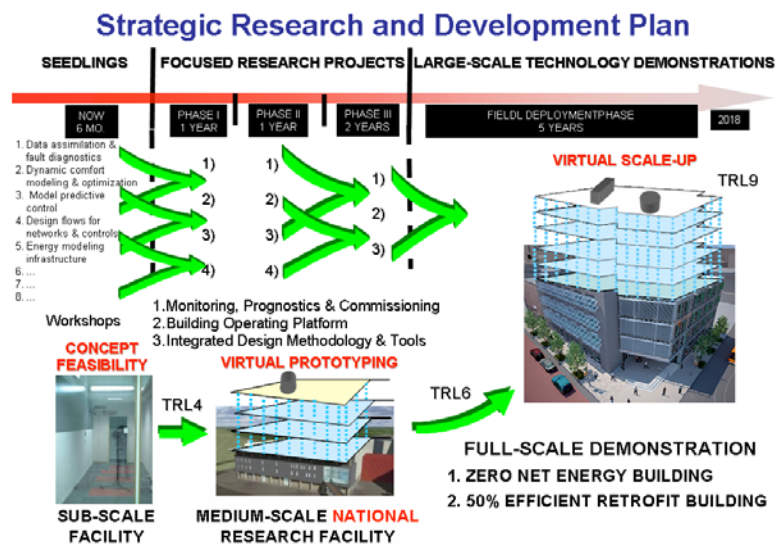 Strategic Research and Development Plan
SEEDLINGS
FOCUSED RESEARCH PROJECTS
LARGE-SCALE TECHNOLOGY DEMONSTRATIONS
NOW
6 MO.
PHASE I
1 YEAR
PHASE II
1 YEAR
PHASE III
2 YEARS
FIELDL DEPLOYMENTPHASE
5 YEARS
2018
1. Data assimilation &
fault diagnostics
2. Dynamic comfort
modeling & optimization
3. Model predictive
control
4. Design flows for
networks & controls
5. Energy modeling
infrastructure
6. ...
7. ...
8. ...
1)
2)
3)
4)
1)
2)
3)
4)
1)
2)
3)
VIRTUAL SCALE-UP
TRL9
1.Monitoring, Prognostics & Commissioning
2.Building Operating Platform
3.Integrated Design Methodology & Tools
Workshops
CONCEPT
FEASIBILITY
VIRTUAL PROTOTYPING
TRL4
TRL6
SUB-SCALE
FACILITY
MEDIUM-SCALE NATIONAL
RESEARCH FACILITY
FULL-SCALE DEMONSTRATION
1. ZERO NET ENERGY BUILDING
2. 50% EFFICIENT RETROFIT BUILDING